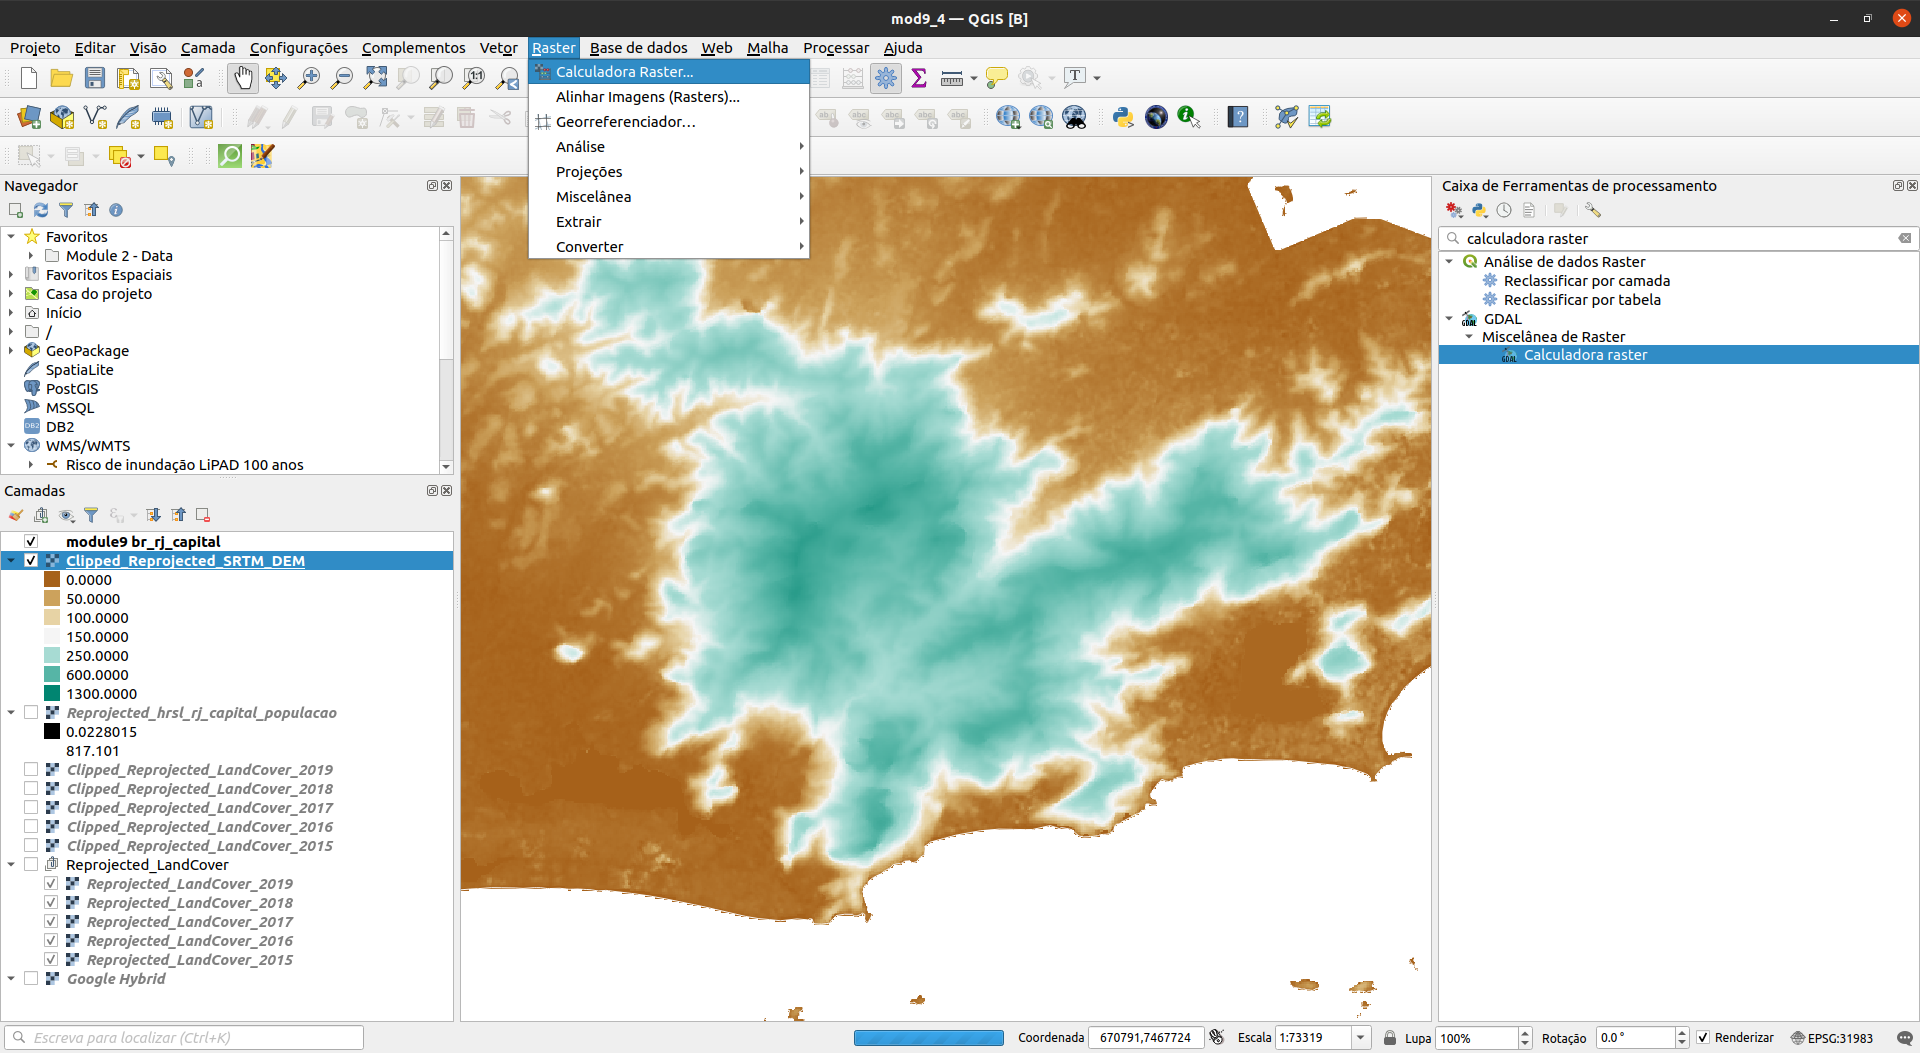 mod9_4 — QGIS [B]
Projeto Editar Visão Camada Configurações Complementos Vetor Raster Base de dados Web Malha Processar Ajuda
Calculadora Raster...
Alinhar Imagens (Rasters)...
Georreferenciador...
Análise
Projeções
Miscelânea
Extrair
Converter
Navegador
Favoritos
Module 2 - Data
Favoritos Espaciais
Casa do projeto
Início
/
GeoPackage
SpatiaLite
PostGIS
MSSQL
DB2
WMS/WMTS
Risco de inundação LiPAD 100 anos
Camadas
module9 br_rj_capital
Clipped_Reprojected_SRTM_DEM
0.0000
50.0000
100.0000
150.0000
250.0000
600.0000
1300.0000
Reprojected_hrsl_rj_capital_populacao
0.0228015
817.101
Clipped_Reprojected_LandCover_2019
Clipped_Reprojected_LandCover_2018
Clipped_Reprojected_LandCover_2017
Clipped_Reprojected_LandCover_2016
Clipped_Reprojected_LandCover_2015
Reprojected_LandCover
Reprojected_LandCover_2019
Reprojected_LandCover_2018
Reprojected_LandCover_2017
Reprojected_LandCover_2016
Reprojected_LandCover_2015
Google Hybrid
Caixa de Ferramentas de processamento
calculadora raster
Análise de dados Raster
Reclassificar por camada
Reclassificar por tabela
GDAL
Miscelânea de Raster
Calculadora raster
Escreva para localizar (Ctrl+K)
Coordenada 670791,7467724 Escala 1:73319 Lupa 100% Rotação 0.0 ° Renderizar EPSG:31983